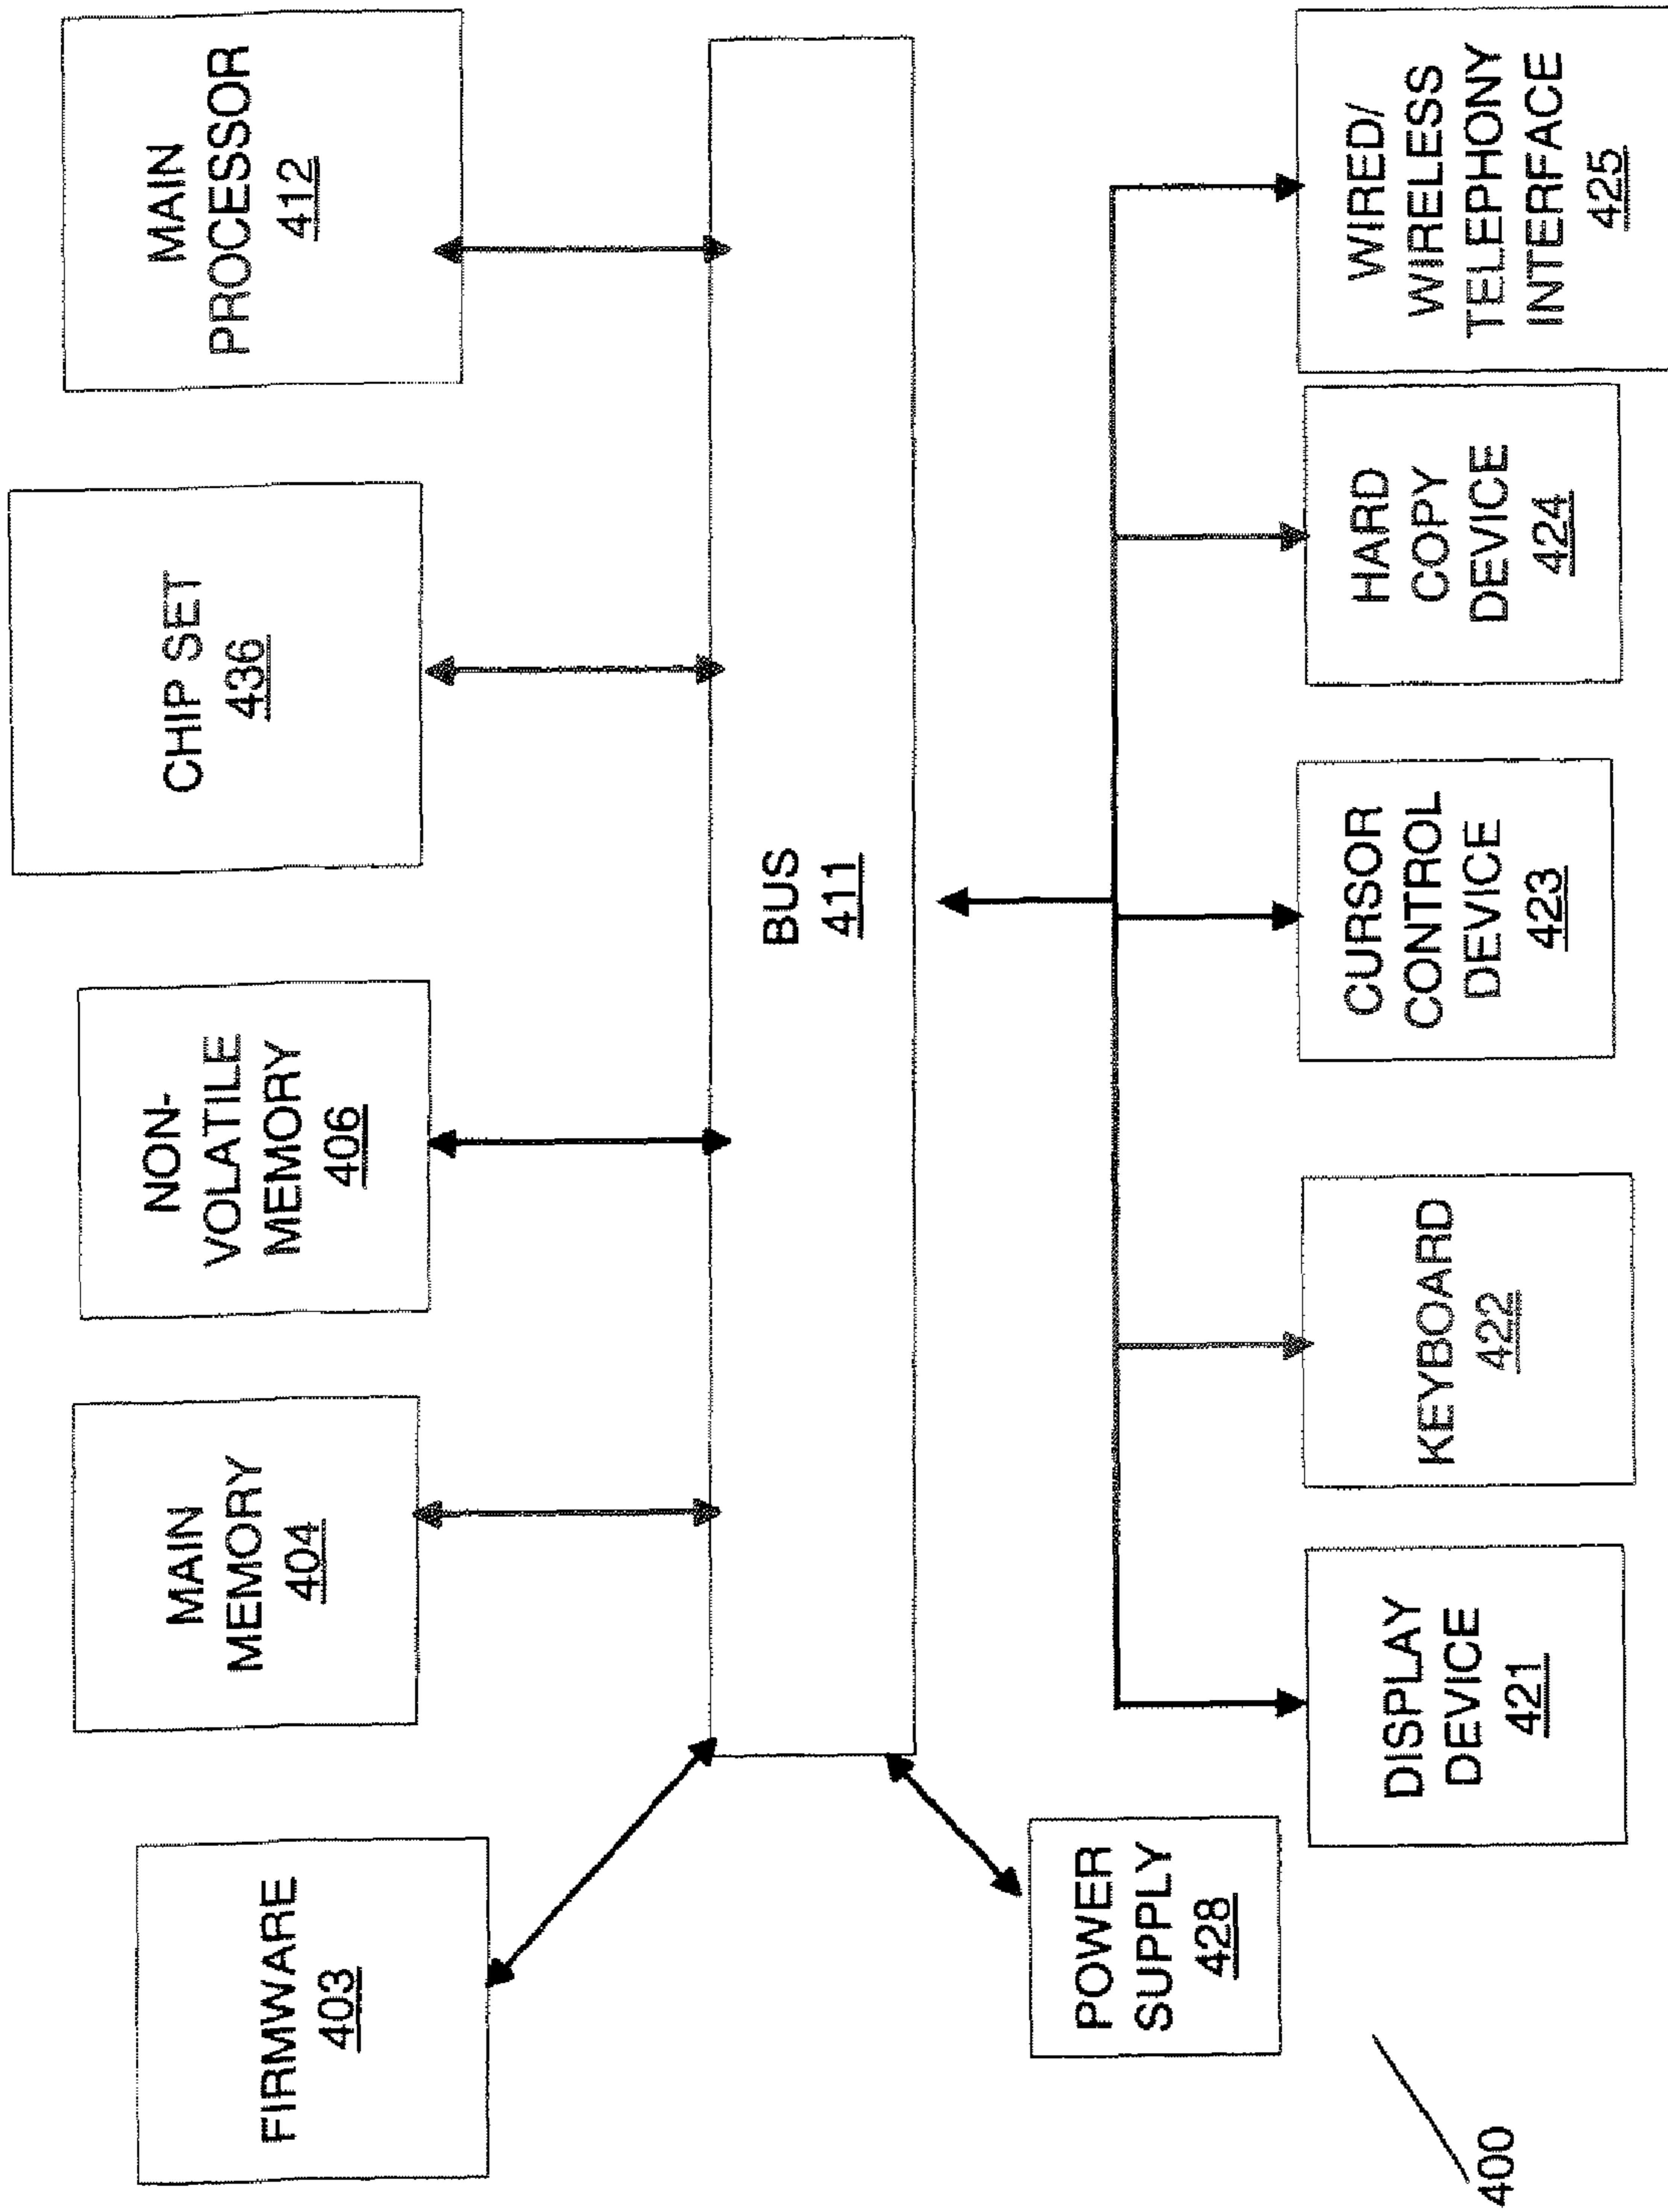 FIRMWARE
403
MAIN
MEMORY
404
NON-
VOLATILE
MEMORY
406
CHIP SET
436
MAIN
PROCESSOR
412
BUS
411
POWER
SUPPLY
428
DISPLAY
DEVICE
421
KEYBOARD
422
CURSOR
CONTROL
DEVICE
423
HARD
COPY
DEVICE
424
WIRED/
WIRELESS
TELEPHONY
INTERFACE
425
400